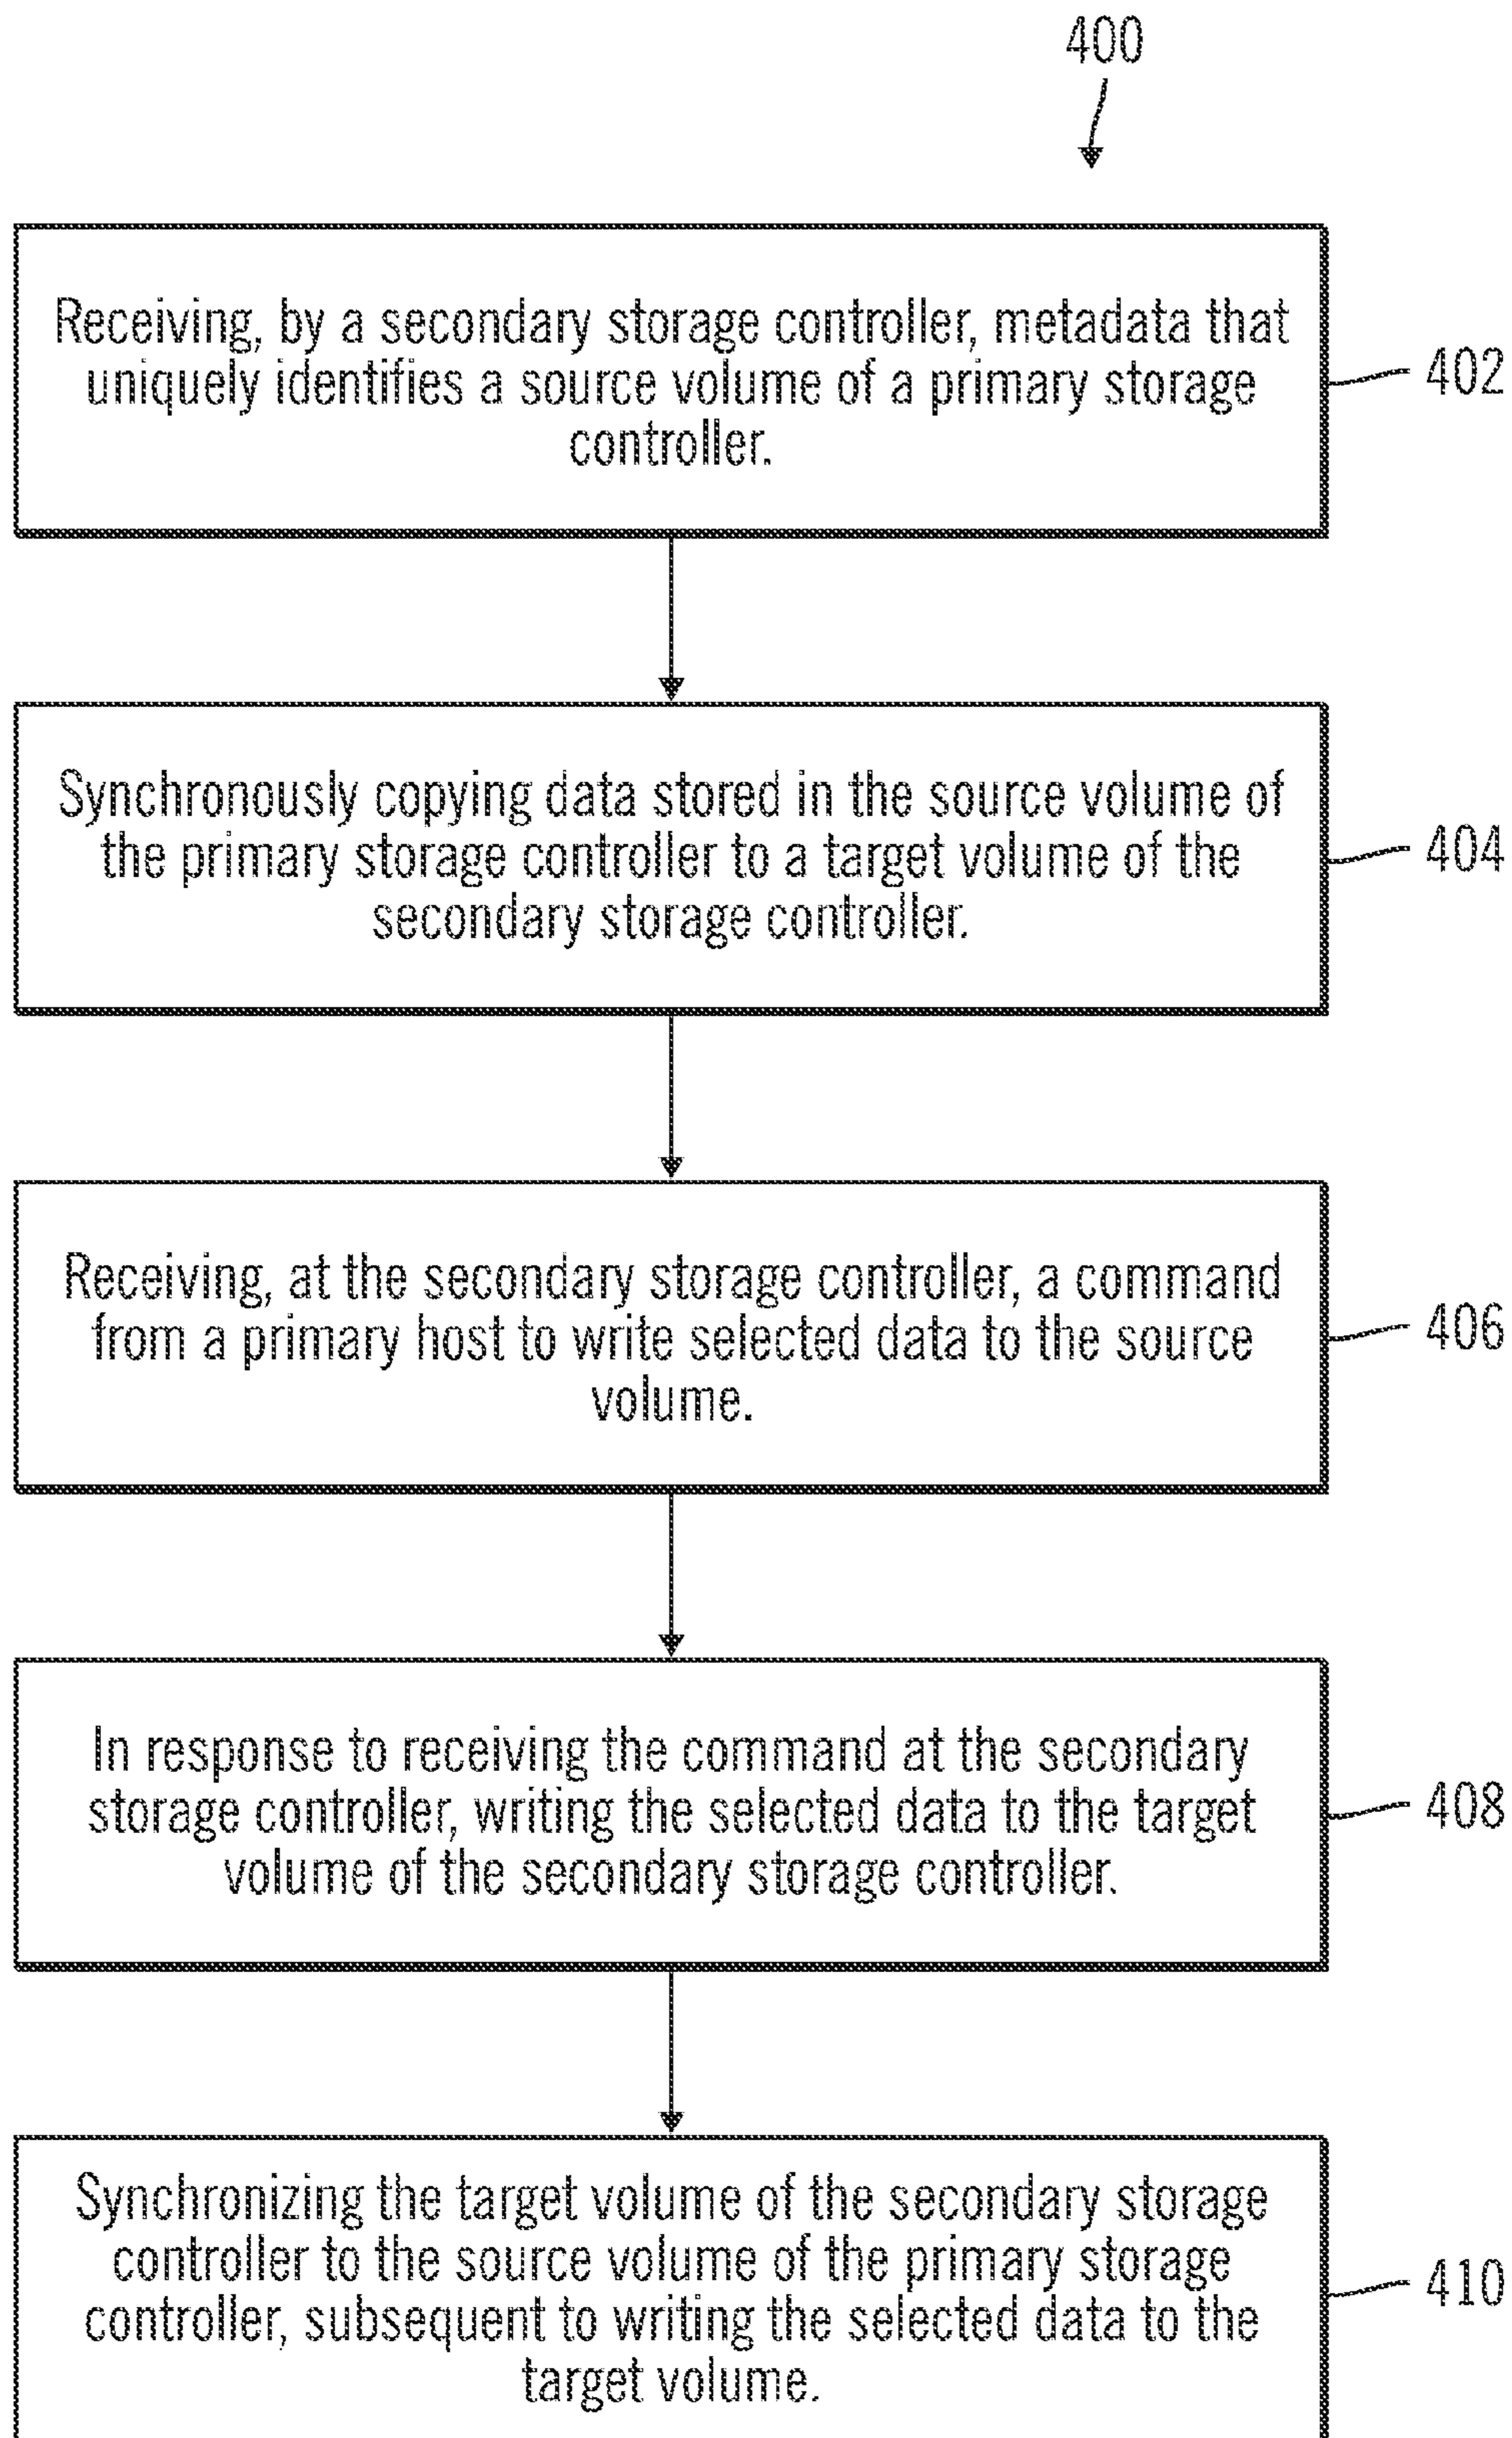 400
Receiving, by a secondary storage controller, metadata that
uniquely identifies a source volume of a primary storage
controller.
402
Synchronously copying data stored in the source volume of
the primary storage controller to a target volume of the
secondary storage controller.
404
Receiving, at the secondary storage controller, a command
from a primary host to write selected data to the source
volume.
406
In response to receiving the command at the secondary
storage controller, writing the selected data to the target
volume of the secondary storage controller.
408
Synchronizing the target volume of the secondary storage
controller to the source volume of the primary storage
controller, subsequent to writing the selected data to the
target volume.
410